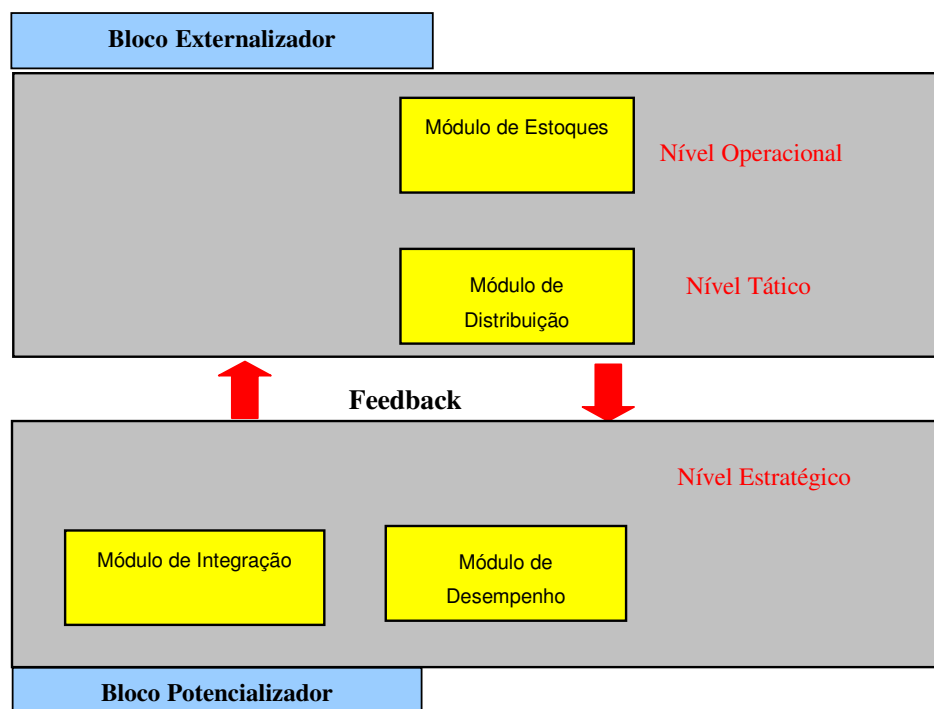 Bloco Externalizador
Módulo de Estoques
Nível Operacional
Módulo de
Distribuição
Nível Tático
Feedback
Nível Estratégico
Módulo de Integração
Módulo de
Desempenho
Bloco Potencializador